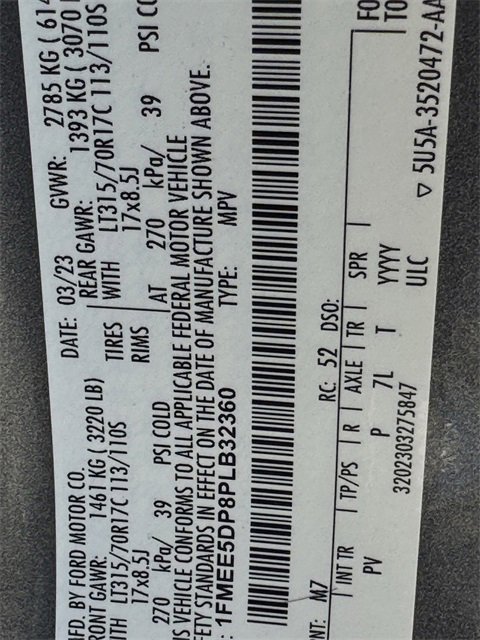 MFD. BY FORD MOTOR CO. DATE: 03/23 GVWR: 2785 KG ( 614
FRONT GAWR: 1461 KG ( 3220 LB) REAR GAWR: 1393 KG ( 3070
WITH LT315/70R17C 113/110S TIRES WITH LT315/70R17C 113/110S
17x8.5J RIMS 17x8.5J
270 kPa/ 39 PSI COLD AT 270 kPa/ 39 PSI CO
THIS VEHICLE CONFORMS TO ALL APPLICABLE FEDERAL MOTOR VEHICLE
SAFETY STANDARDS IN EFFECT ON THE DATE OF MANUFACTURE SHOWN ABOVE.
: 1FMEE5DP8PLB32360 TYPE: MPV
NT: M7 RC: 52 DSO: FO
INT TR TP/PS R AXLE TR SPR TO
PV P 7L T YYYY
3202303275847 ULC
▽ 5U5A-3520472-AA